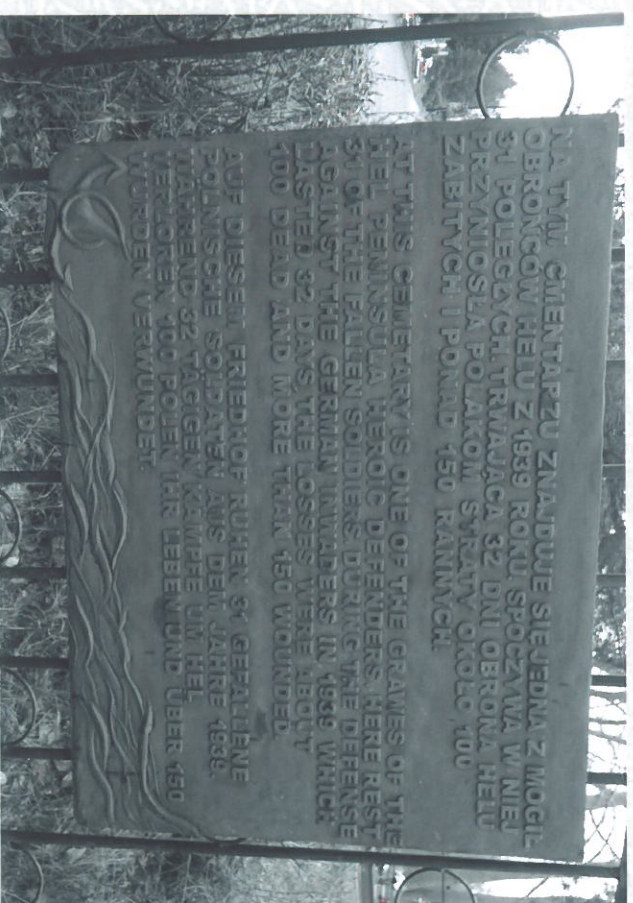 NA TYM CMENTARZU ZNAJDUJE SIĘ JEDNA Z MOGIŁ
OBROŃCÓW HELU Z 1939 ROKU. SPOCZYWA W NIEJ
31 POLEGŁYCH. TRWAJĄCA 32 DNI OBRONA HELU
PRZYNIOSŁA POLAKOM STRATY OKOŁO 100
ZABITYCH I PONAD 150 RANNYCH.
AT THIS CEMETARY IS ONE OF THE GRAWES OF THE
HEL PENINSULA HEROIC DEFENDERS. HERE REST
31 OF THE FALLEN SOLDIERS DURING THE DEFENSE
AGAINST THE GERMAN INWADERS IN 1939 WHICH
LASTED 32 DAYS THE LOSSES WERE ABOUT
100 DEAD AND MORE THAN 150 WOUNDED.
AUF DIESEM FRIEDHOF RUHEN 31 GEFALLENE
POLNISCHE SOLDATEN AUS DEM JAHRE 1939.
WÄREND 32 TÄGIGEN KÄMPFE UM HEL
VERLOREN 100 POLEN IHR LEBEN UND ÜBER 150
WURDEN VERWUNDET.